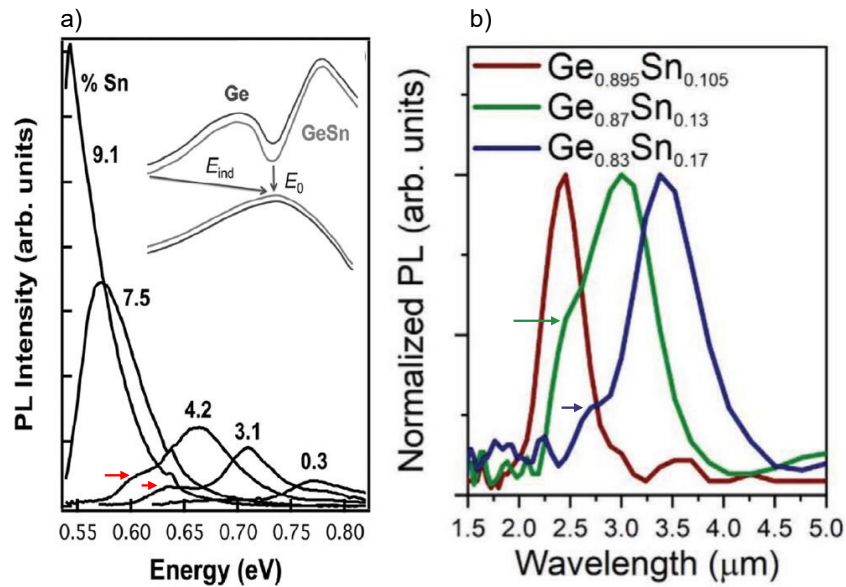 a)
PL Intensity (arb. units)
% Sn
9.1
7.5
4.2
3.1
0.3
Ge
GeSn
Eind
E0
0.55 0.60 0.65 0.70 0.75 0.80
Energy (eV)
b)
Normalized PL (arb. units)
Ge0.895Sn0.105
Ge0.87Sn0.13
Ge0.83Sn0.17
1.5 2.0 2.5 3.0 3.5 4.0 4.5 5.0
Wavelength (μm)